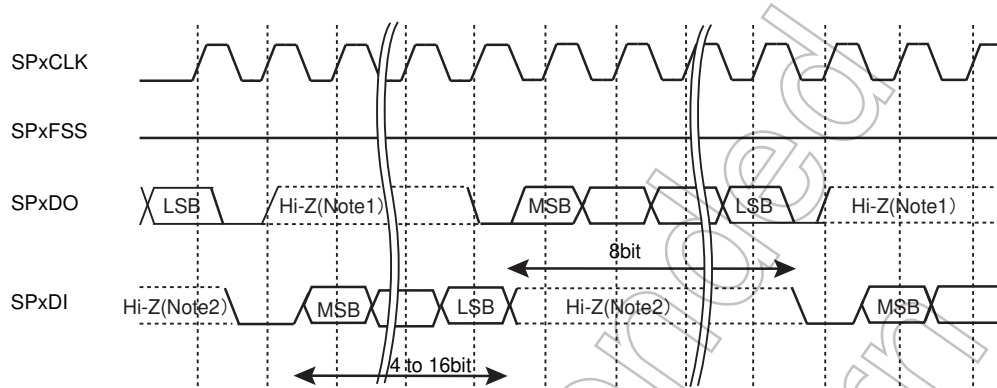 SPxCLK
SPxFSS
SPxDO LSB Hi-Z(Note1) MSB LSB Hi-Z(Note1)
8bit
SPxDI Hi-Z(Note2) MSB LSB Hi-Z(Note2) MSB
4 to 16bit